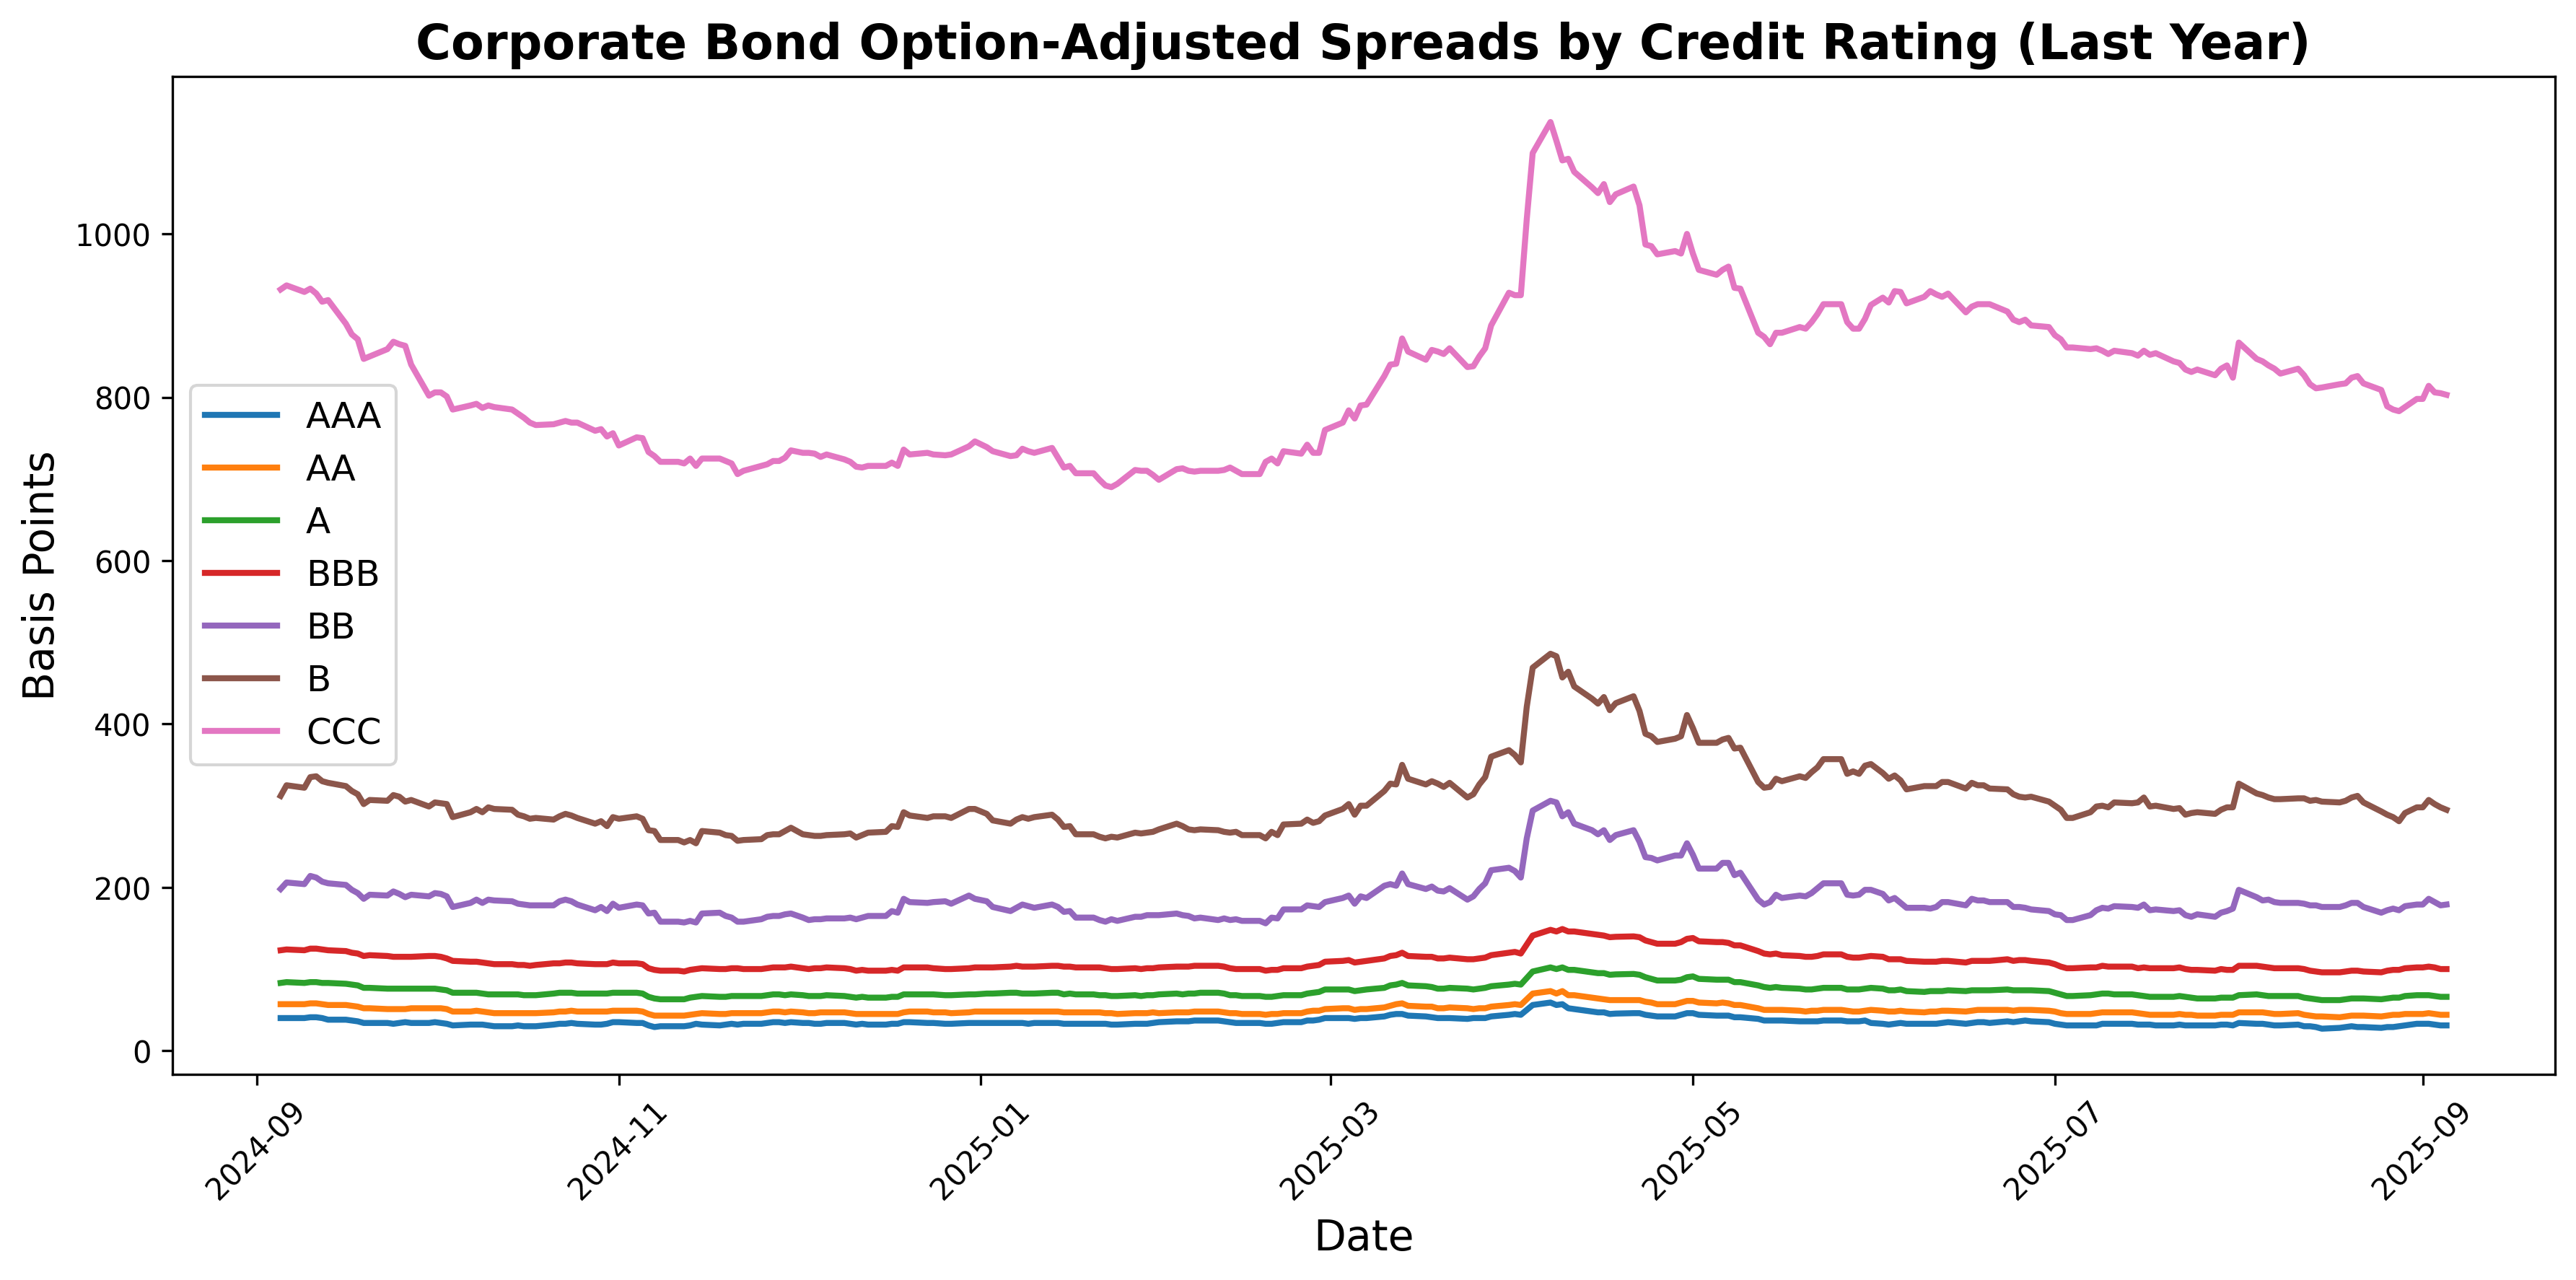 Corporate Bond Option-Adjusted Spreads by Credit Rating (Last Year)
Basis Points
1000
800
600
400
200
0
AAA
AA
A
BBB
BB
B
CCC
2024-09
2024-11
2025-01
2025-03
2025-05
2025-07
2025-09
Date